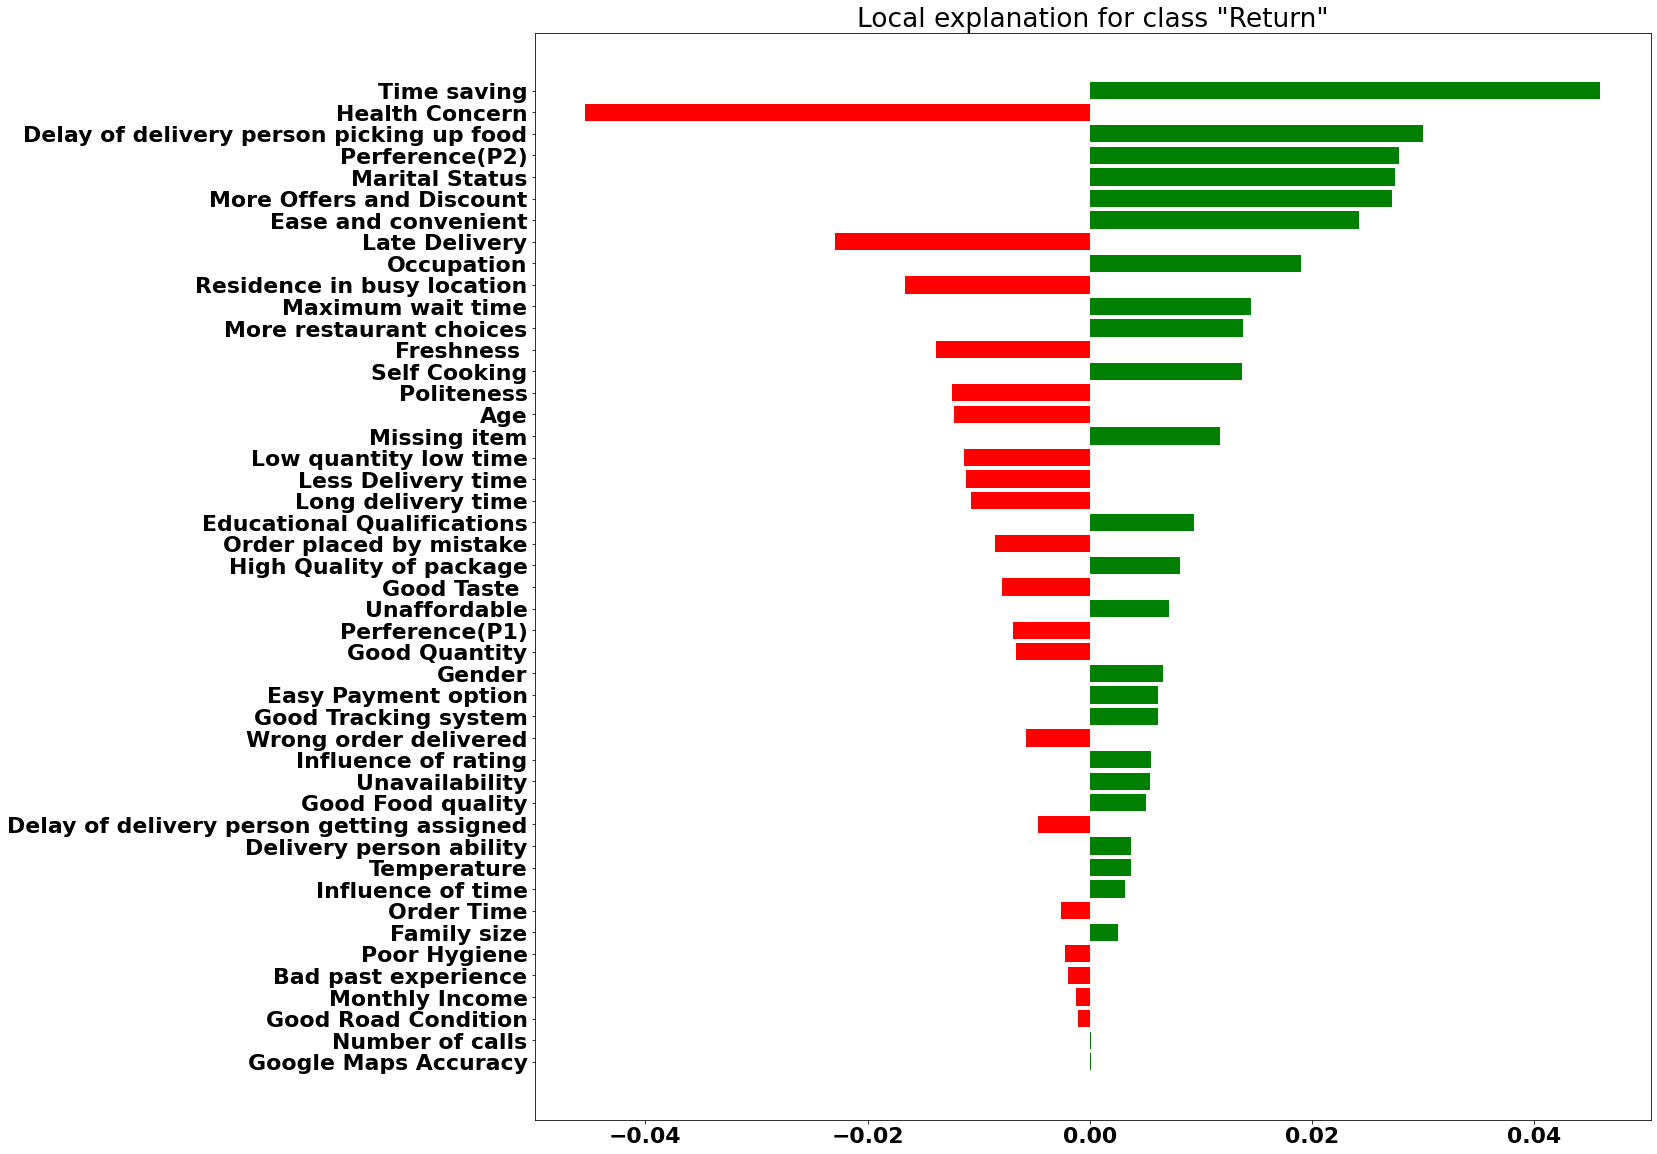 Local explanation for class "Return"
Time saving
Health Concern
Delay of delivery person picking up food
Perference(P2)
Marital Status
More Offers and Discount
Ease and convenient
Late Delivery
Occupation
Residence in busy location
Maximum wait time
More restaurant choices
Freshness
Self Cooking
Politeness
Age
Missing item
Low quantity low time
Less Delivery time
Long delivery time
Educational Qualifications
Order placed by mistake
High Quality of package
Good Taste
Unaffordable
Perference(P1)
Good Quantity
Gender
Easy Payment option
Good Tracking system
Wrong order delivered
Influence of rating
Unavailability
Good Food quality
Delay of delivery person getting assigned
Delivery person ability
Temperature
Influence of time
Order Time
Family size
Poor Hygiene
Bad past experience
Monthly Income
Good Road Condition
Number of calls
Google Maps Accuracy
−0.04 −0.02 0.00 0.02 0.04